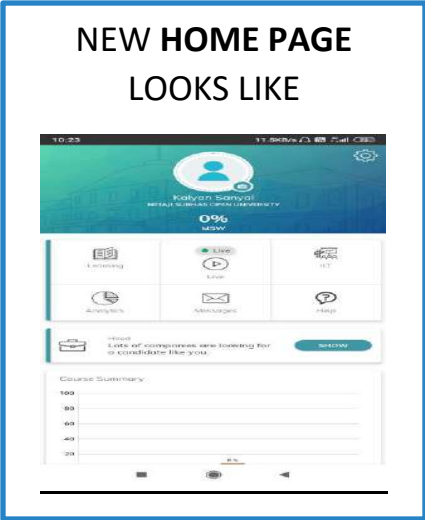 NEW HOME PAGE
LOOKS LIKE
10:23
11.5KB/s
Kalyan Sanyal
NETAJI SUBHAS OPEN UNIVERSITY
0%
MSW
Learning
Live
Live
Analytics
Messages
Help
Lots of companies are looking for
a candidate like you.
SHOW
Course Summary
100
80
60
40
20